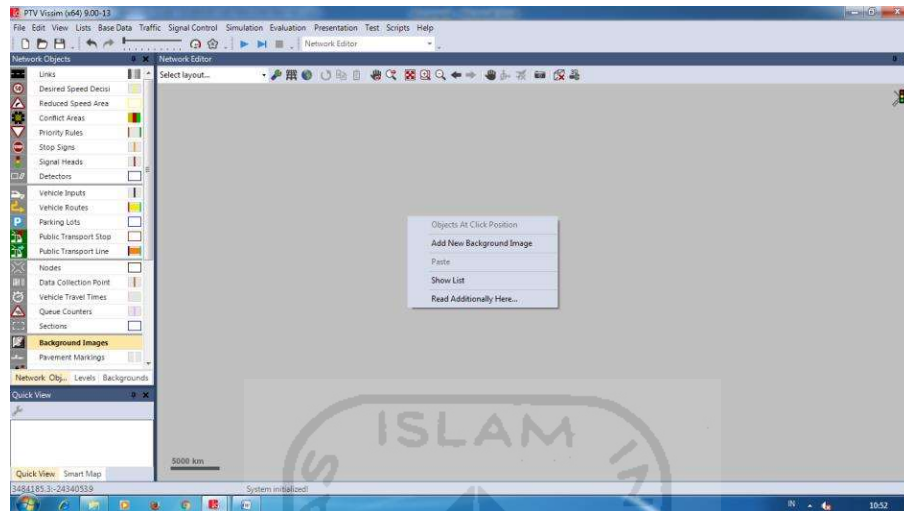 PTV Vissim (x64) 9.00-13
File Edit View Lists Base Data Traffic Signal Control Simulation Evaluation Presentation Test Scripts Help
Network Editor
Network Objects
Network Editor
Select layout...
Links
Desired Speed Decisi
Reduced Speed Area
Conflict Areas
Priority Rules
Stop Signs
Signal Heads
Detectors
Vehicle Inputs
Vehicle Routes
Parking Lots
Public Transport Stop
Public Transport Line
Nodes
Data Collection Point
Vehicle Travel Times
Queue Counters
Sections
Background Images
Pavement Markings
Network Obj... Levels Backgrounds
Objects At Click Position
Add New Background Image
Paste
Show List
Read Additionally Here...
Quick View
Quick View Smart Map
5000 km
ISLAM
3484185.3:-2434053.9
System initialized!
IN
10:52